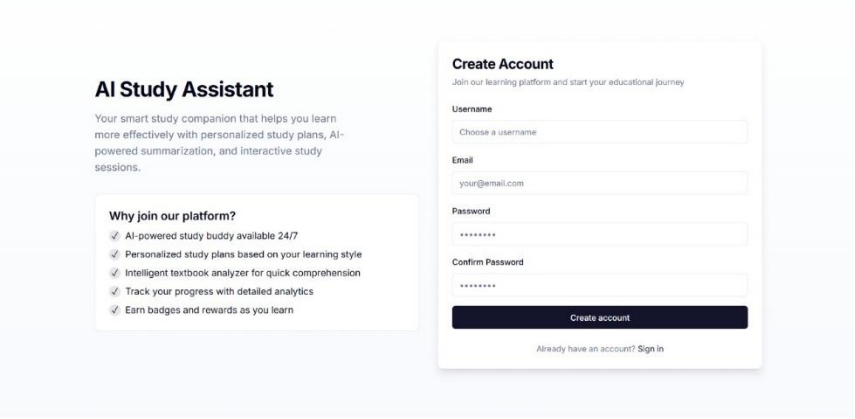 AI Study Assistant
Your smart study companion that helps you learn
more effectively with personalized study plans, AI-
powered summarization, and interactive study
sessions.
Why join our platform?
✓ AI-powered study buddy available 24/7
✓ Personalized study plans based on your learning style
✓ Intelligent textbook analyzer for quick comprehension
✓ Track your progress with detailed analytics
✓ Earn badges and rewards as you learn
Create Account
Join our learning platform and start your educational journey
Username
Choose a username
Email
your@email.com
Password
••••••••
Confirm Password
••••••••
Create account
Already have an account? Sign in